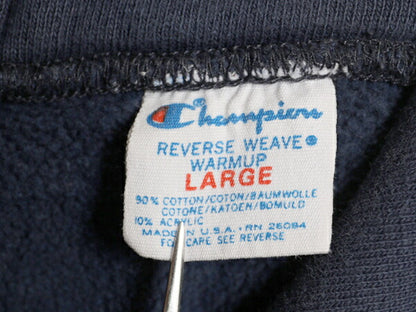 Champion
REVERSE WEAVE®
WARMUP
LARGE
90% COTTON/COTON/BAUMWOLLE
COTONE/KATOEN/BOMULD
10% ACRYLIC
MADE IN U.S.A. · RN 26094
FOR CARE SEE REVERSE